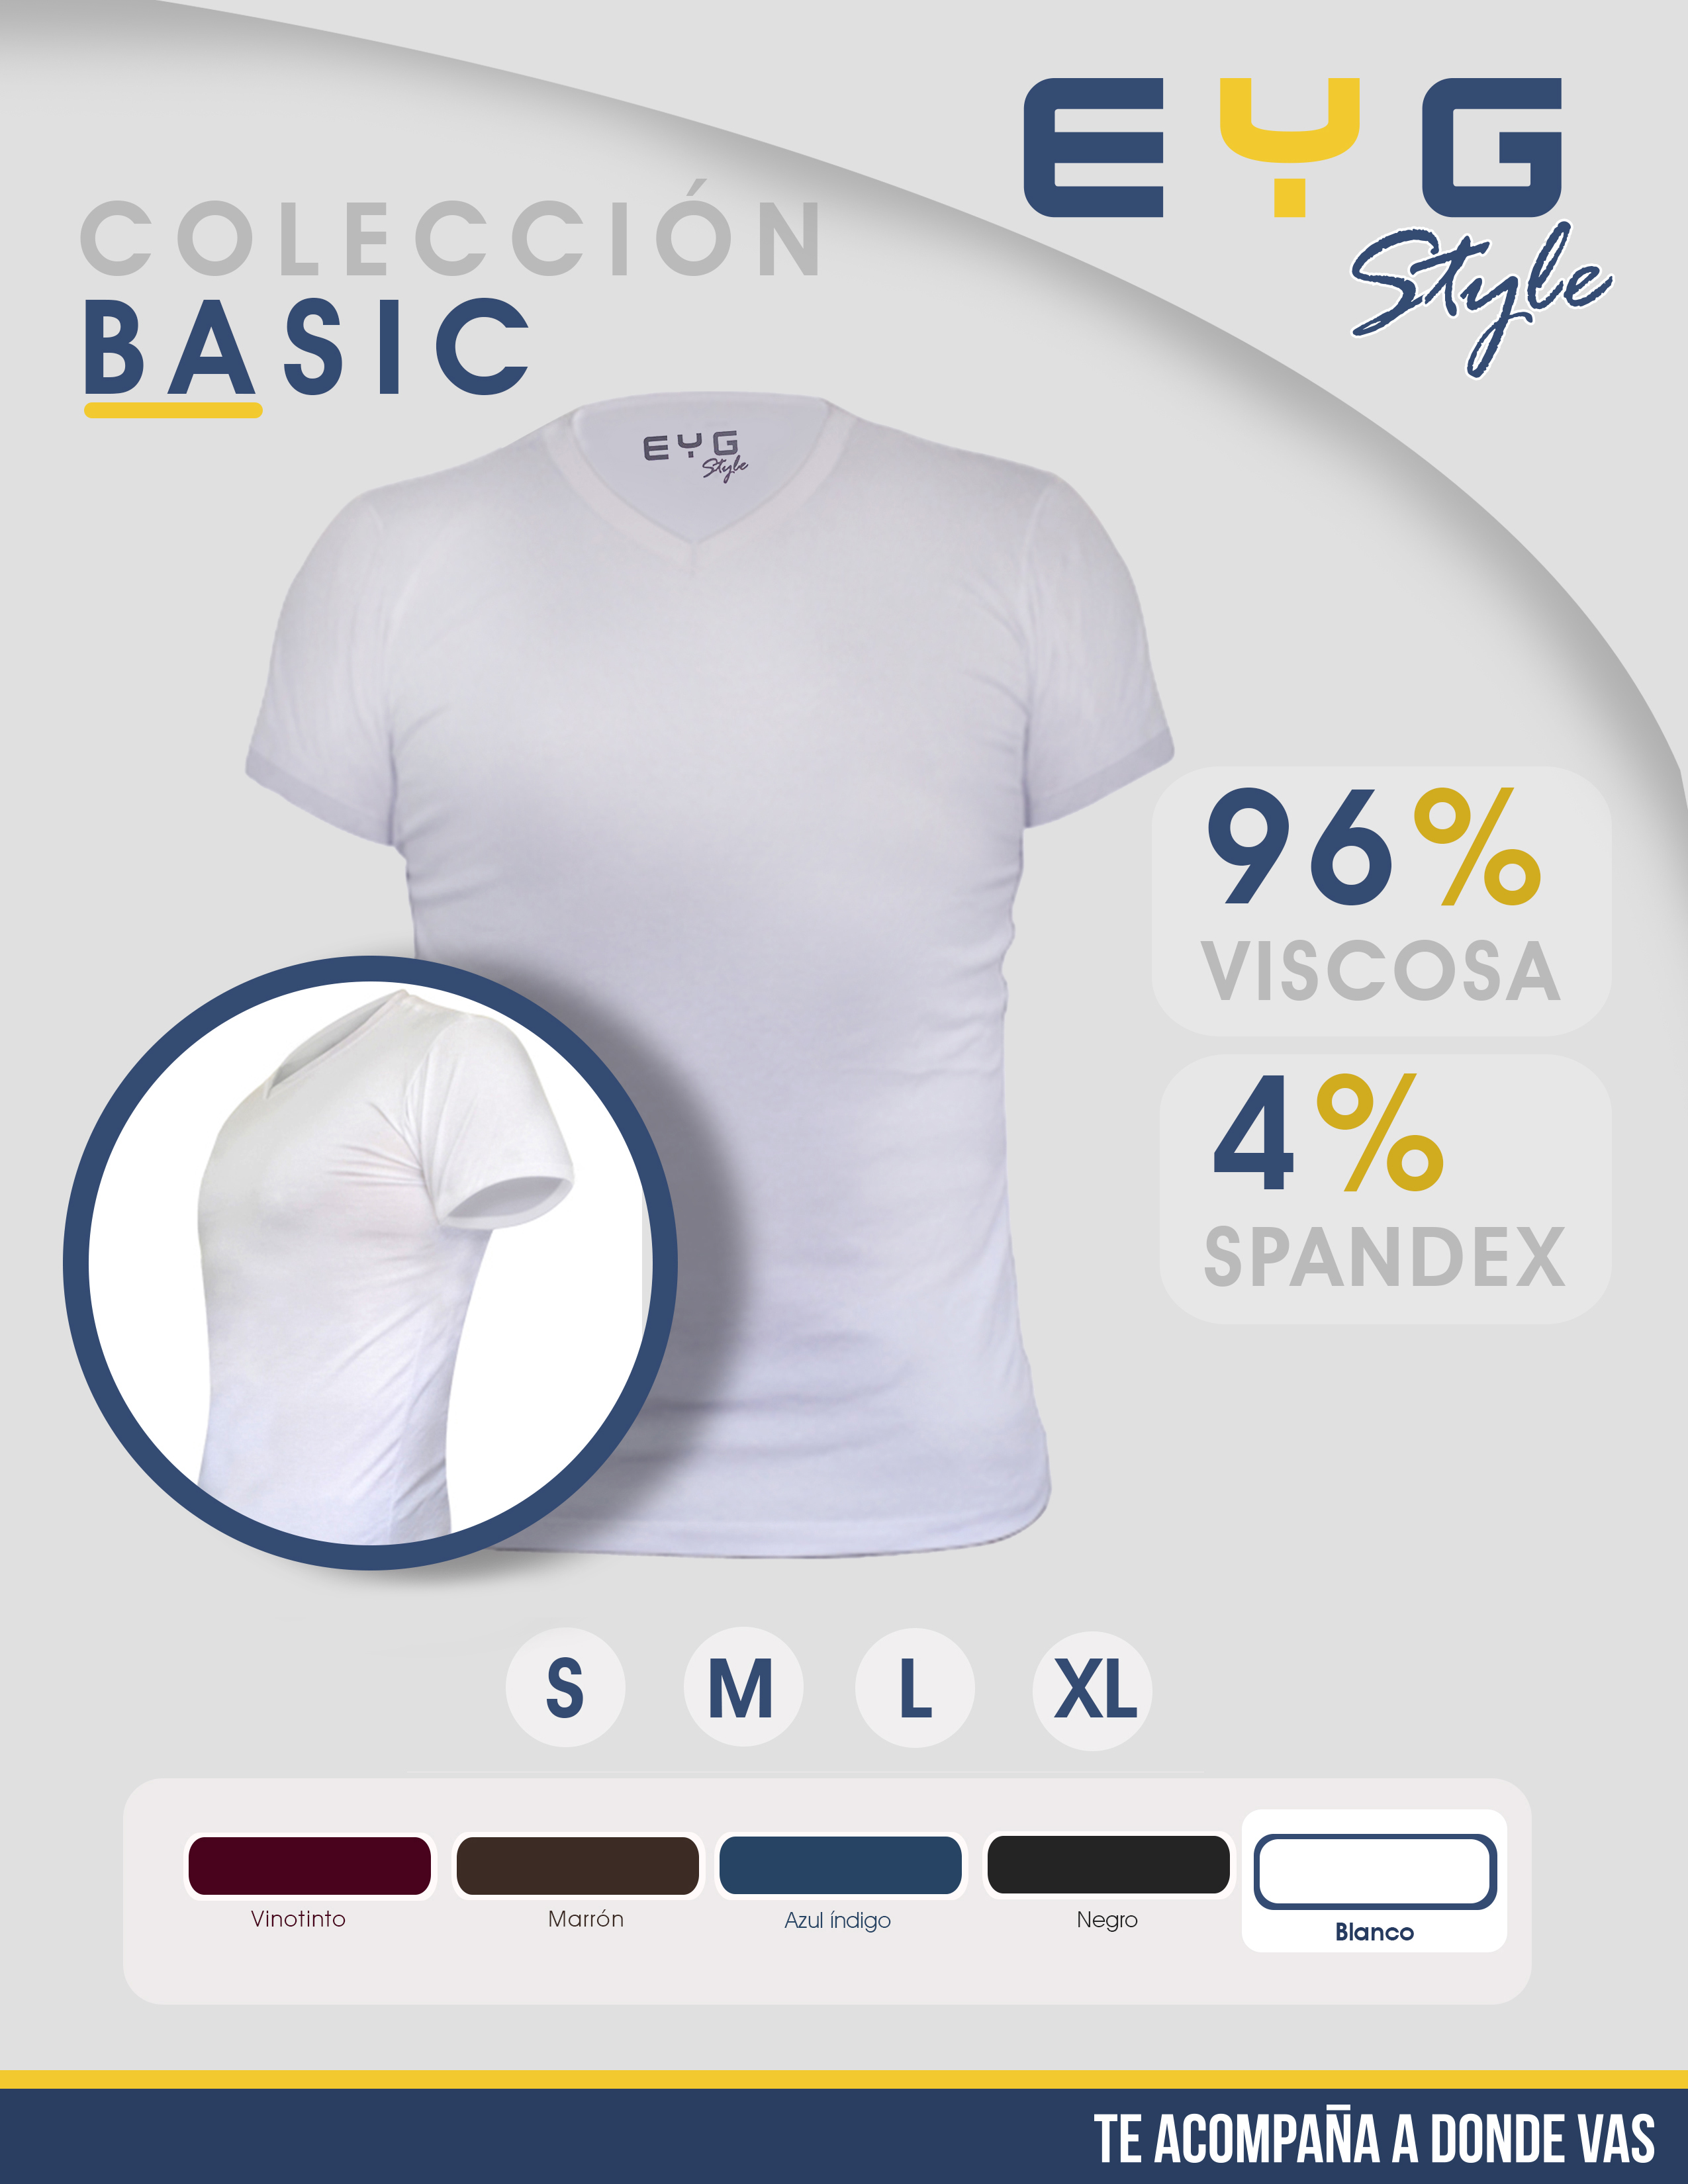 EYG
Style
COLECCIÓN
BASIC
EYG
Style
96%
VISCOSA
4%
SPANDEX
S M L XL
Vinotinto Marrón Azul índigo Negro Blanco
TE ACOMPAÑA A DONDE VAS